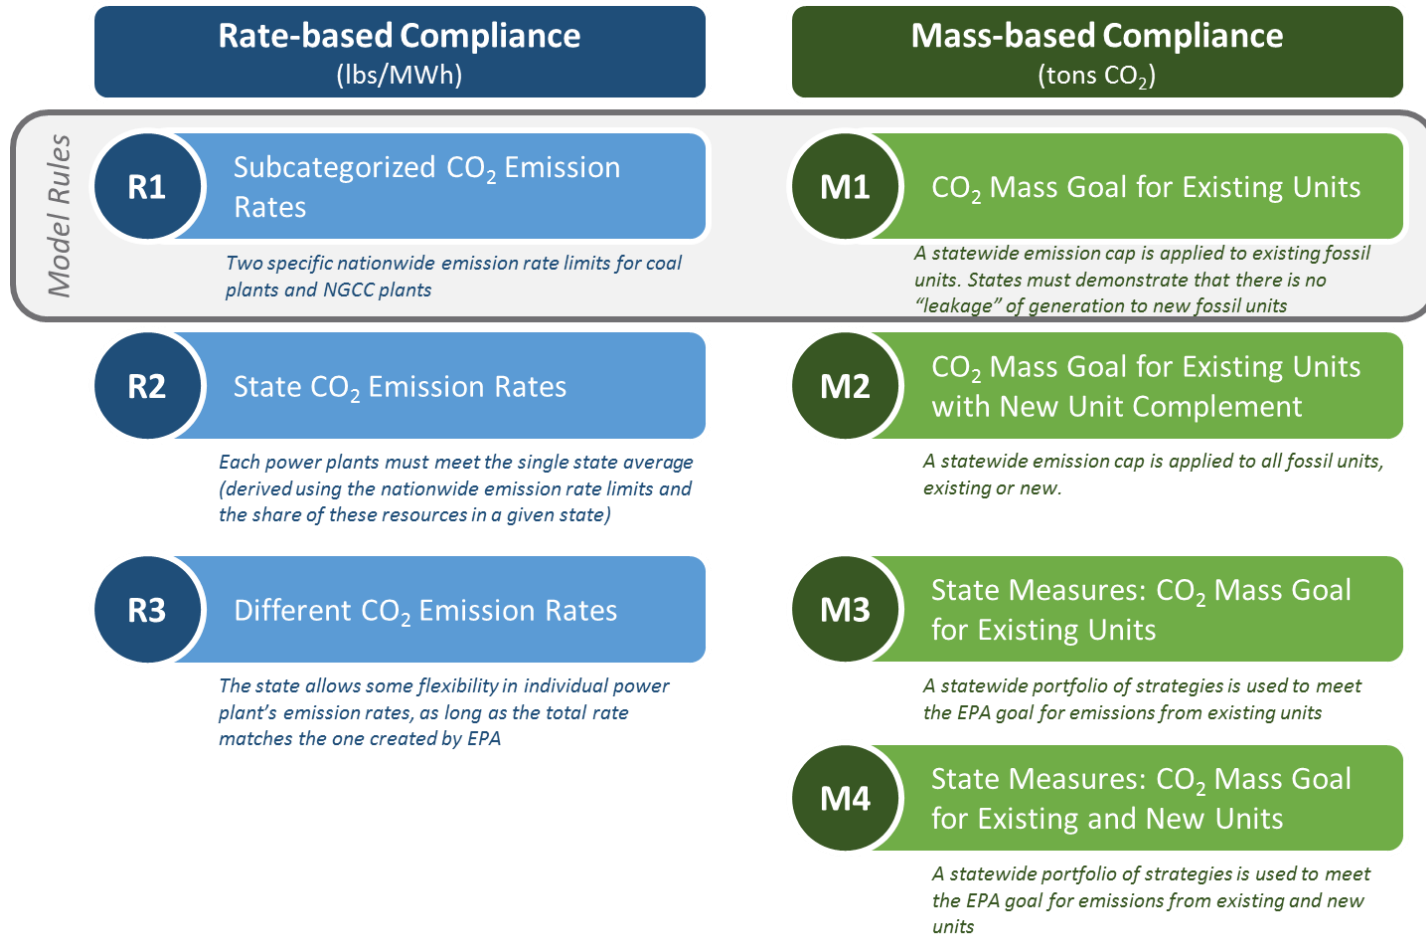 Rate-based Compliance
(lbs/MWh)
Mass-based Compliance
(tons CO₂)
Model Rules
R1
Subcategorized CO₂ Emission
Rates
Two specific nationwide emission rate limits for coal
plants and NGCC plants
M1
CO₂ Mass Goal for Existing Units
A statewide emission cap is applied to existing fossil
units. States must demonstrate that there is no
“leakage” of generation to new fossil units
R2
State CO₂ Emission Rates
Each power plants must meet the single state average
(derived using the nationwide emission rate limits and
the share of these resources in a given state)
M2
CO₂ Mass Goal for Existing Units
with New Unit Complement
A statewide emission cap is applied to all fossil units,
existing or new.
R3
Different CO₂ Emission Rates
The state allows some flexibility in individual power
plant’s emission rates, as long as the total rate
matches the one created by EPA
M3
State Measures: CO₂ Mass Goal
for Existing Units
A statewide portfolio of strategies is used to meet
the EPA goal for emissions from existing units
M4
State Measures: CO₂ Mass Goal
for Existing and New Units
A statewide portfolio of strategies is used to meet
the EPA goal for emissions from existing and new
units